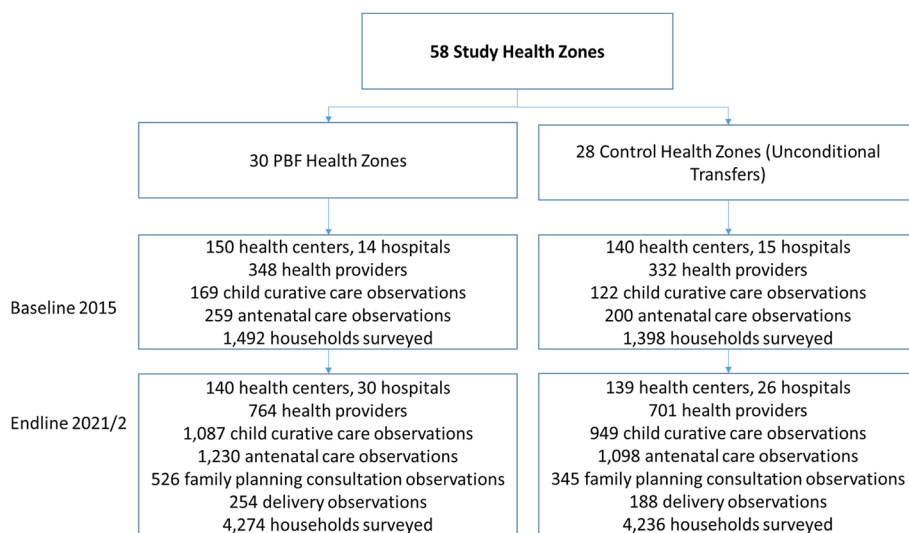 58 Study Health Zones
30 PBF Health Zones
28 Control Health Zones (Unconditional
Transfers)
Baseline 2015
150 health centers, 14 hospitals
348 health providers
169 child curative care observations
259 antenatal care observations
1,492 households surveyed
140 health centers, 15 hospitals
332 health providers
122 child curative care observations
200 antenatal care observations
1,398 households surveyed
Endline 2021/2
140 health centers, 30 hospitals
764 health providers
1,087 child curative care observations
1,230 antenatal care observations
526 family planning consultation observations
254 delivery observations
4,274 households surveyed
139 health centers, 26 hospitals
701 health providers
949 child curative care observations
1,098 antenatal care observations
345 family planning consultation observations
188 delivery observations
4,236 households surveyed